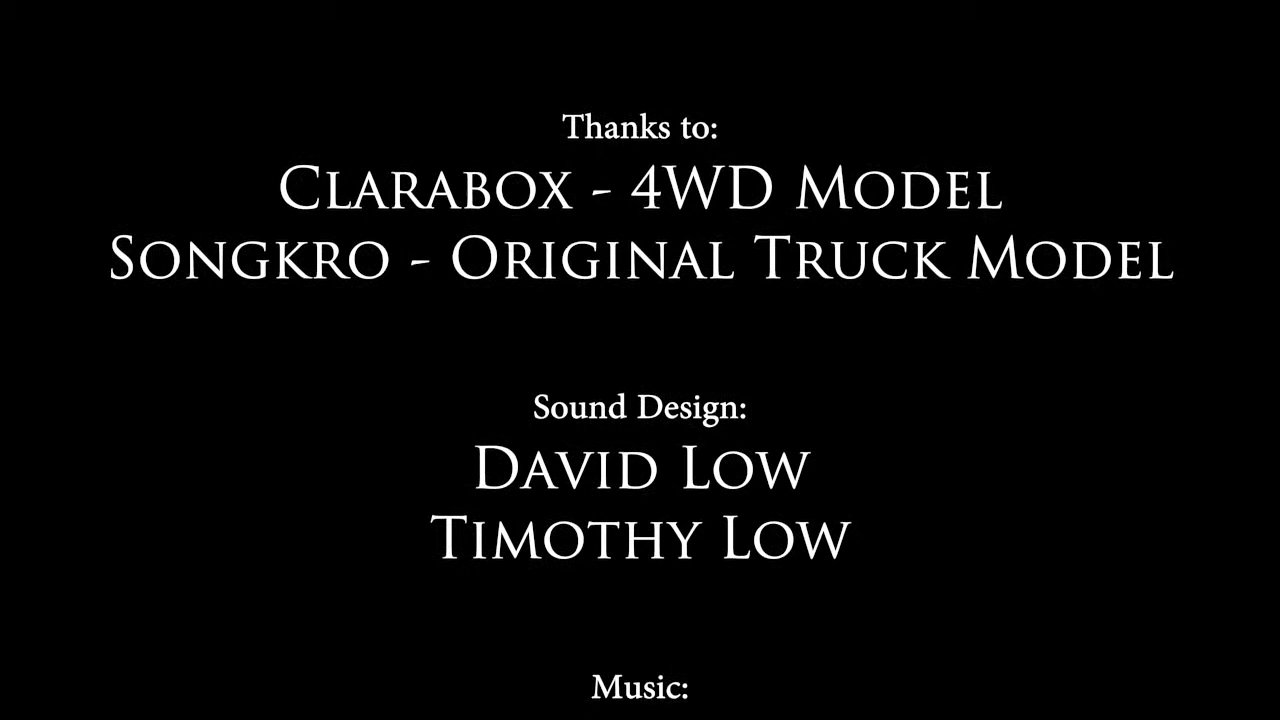 Thanks to:
Clarabox - 4WD Model
Songkro - Original Truck Model
Sound Design:
David Low
Timothy Low
Music: